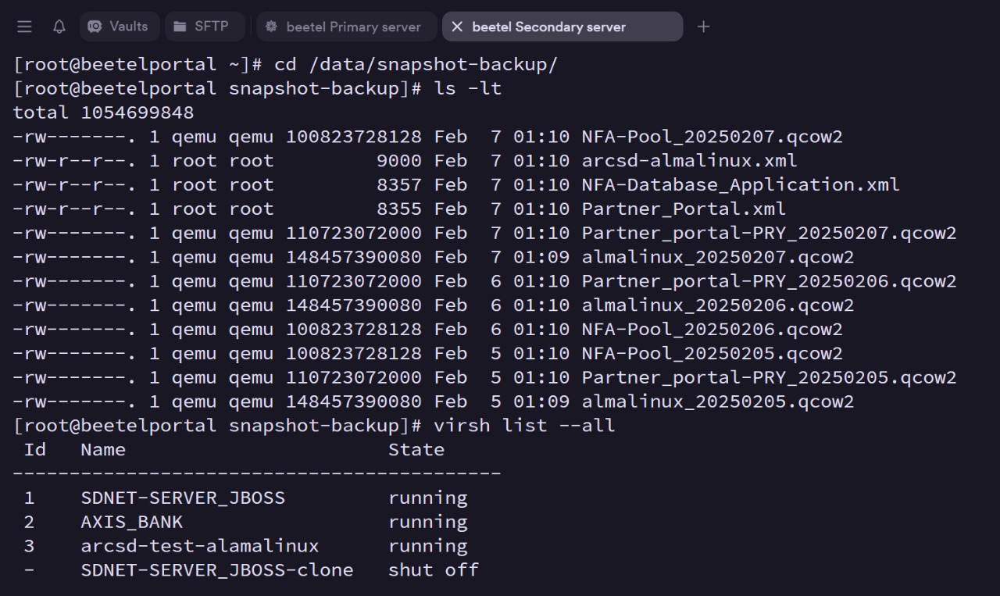 Vaults SFTP beetel Primary server beetel Secondary server
[root@beetelportal ~]# cd /data/snapshot-backup/
[root@beetelportal snapshot-backup]# ls -lt
total 1054699848
-rw-------. 1 qemu qemu 100823728128 Feb  7 01:10 NFA-Pool_20250207.qcow2
-rw-r--r--. 1 root root         9000 Feb  7 01:10 arcsd-almalinux.xml
-rw-r--r--. 1 root root         8357 Feb  7 01:10 NFA-Database_Application.xml
-rw-r--r--. 1 root root         8355 Feb  7 01:10 Partner_Portal.xml
-rw-------. 1 qemu qemu 110723072000 Feb  7 01:10 Partner_portal-PRY_20250207.qcow2
-rw-------. 1 qemu qemu 148457390080 Feb  7 01:09 almalinux_20250207.qcow2
-rw-------. 1 qemu qemu 110723072000 Feb  6 01:10 Partner_portal-PRY_20250206.qcow2
-rw-------. 1 qemu qemu 148457390080 Feb  6 01:10 almalinux_20250206.qcow2
-rw-------. 1 qemu qemu 100823728128 Feb  6 01:10 NFA-Pool_20250206.qcow2
-rw-------. 1 qemu qemu 100823728128 Feb  5 01:10 NFA-Pool_20250205.qcow2
-rw-------. 1 qemu qemu 110723072000 Feb  5 01:10 Partner_portal-PRY_20250205.qcow2
-rw-------. 1 qemu qemu 148457390080 Feb  5 01:09 almalinux_20250205.qcow2
[root@beetelportal snapshot-backup]# virsh list --all
 Id   Name                       State
-------------------------------------------
 1    SDNET-SERVER_JBOSS         running
 2    AXIS_BANK                  running
 3    arcsd-test-alamalinux      running
 -    SDNET-SERVER_JBOSS-clone   shut off